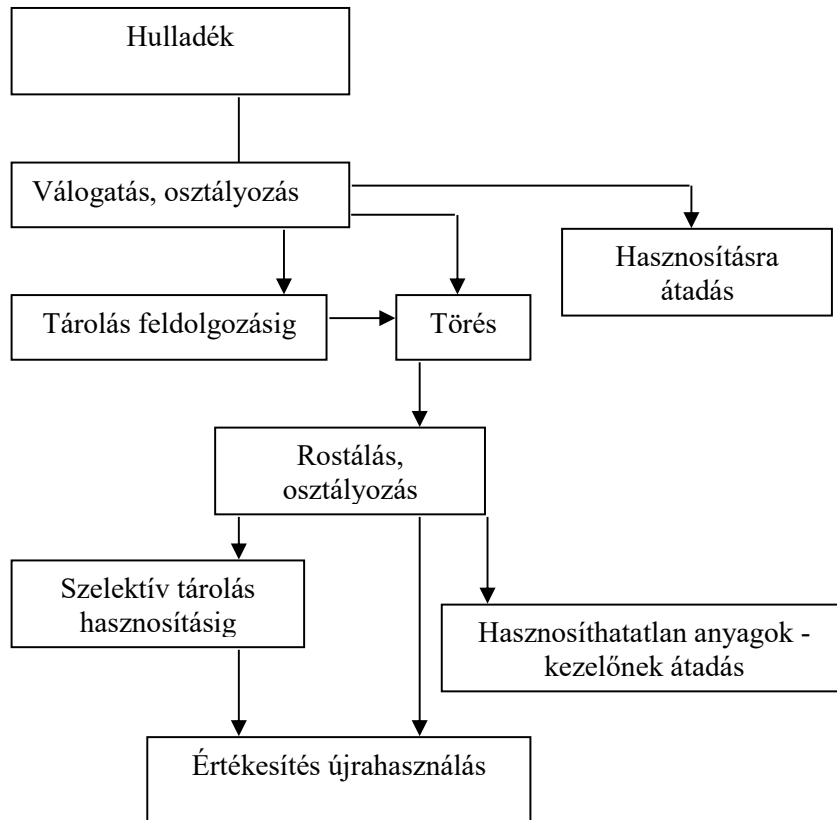 Hulladék
Válogatás, osztályozás
Hasznosításra
átadás
Tárolás feldolgozásig
Törés
Rostálás,
osztályozás
Szelektív tárolás
hasznosításig
Hasznosíthatatlan anyagok -
kezelőnek átadás
Értékesítés újrahasználás